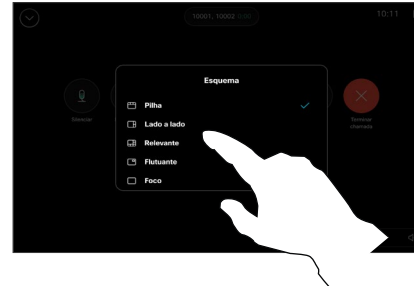 10001, 10002
10:11
Esquema
Pilha
Lado a lado
Relevante
Flutuante
Foco
Silenciar
Terminar
chamada